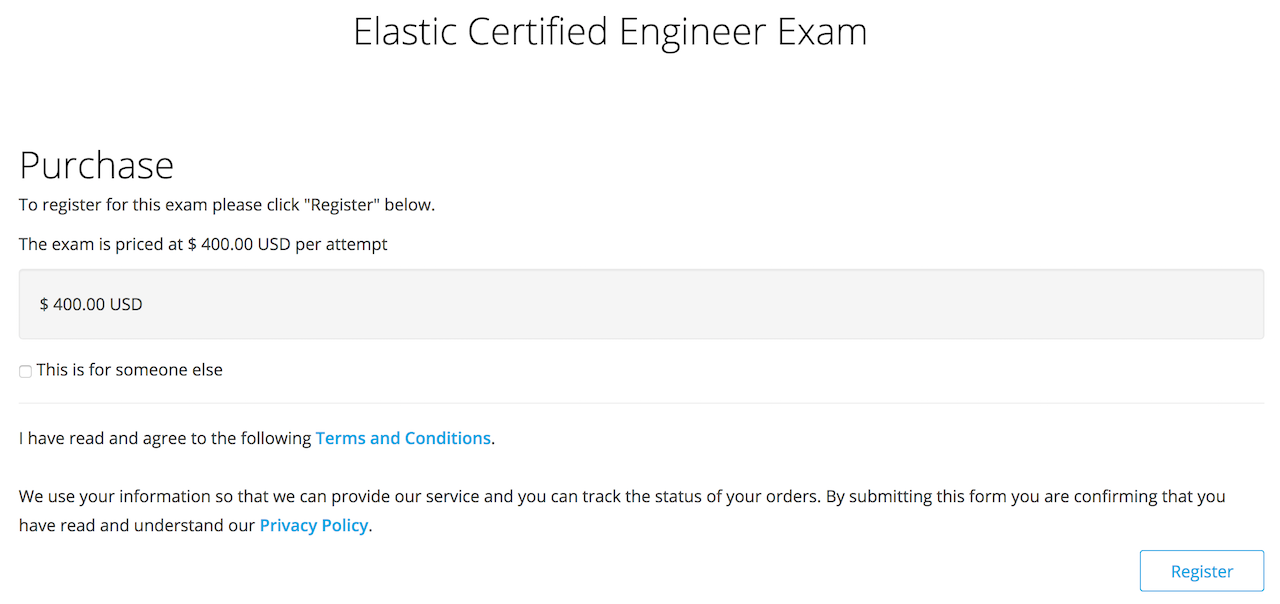 Elastic Certified Engineer Exam
Purchase
To register for this exam please click "Register" below.
The exam is priced at $ 400.00 USD per attempt
$ 400.00 USD
This is for someone else
I have read and agree to the following Terms and Conditions.
We use your information so that we can provide our service and you can track the status of your orders. By submitting this form you are confirming that you
have read and understand our Privacy Policy.
Register